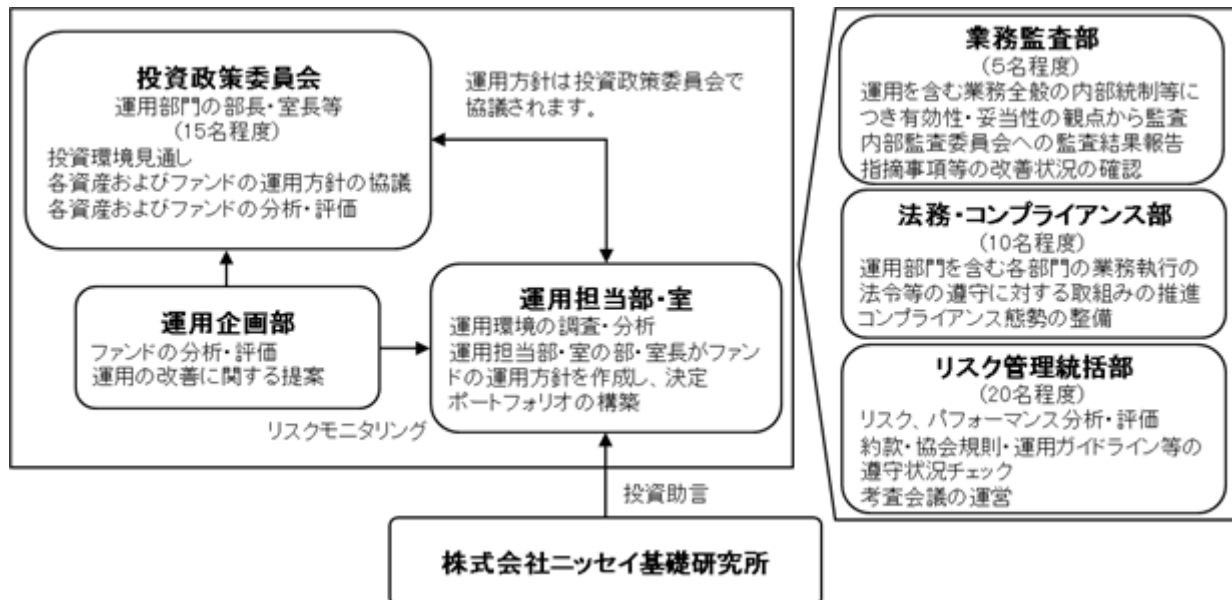 投資政策委員会
運用部門の部長・室長等
(15名程度)
投資環境見通し
各資産およびファンドの運用方針の協議
各資産およびファンドの分析・評価
運用方針は投資政策委員会で
協議されます。
運用企画部
ファンドの分析・評価
運用の改善に関する提案
運用担当部・室
運用環境の調査・分析
運用担当部・室の部・室長がファン
ドの運用方針を作成し、決定
ポートフォリオの構築
リスクモニタリング
投資助言
株式会社ニッセイ基礎研究所
業務監査部
(5名程度)
運用を含む業務全般の内部統制等に
つき有効性・妥当性の観点から監査
内部監査委員会への監査結果報告
指摘事項等の改善状況の確認
法務・コンプライアンス部
(10名程度)
運用部門を含む各部門の業務執行の
法令等の遵守に対する取組みの推進
コンプライアンス態勢の整備
リスク管理統括部
(20名程度)
リスク、パフォーマンス分析・評価
約款・協会規則・運用ガイドライン等の
遵守状況チェック
考査会議の運営